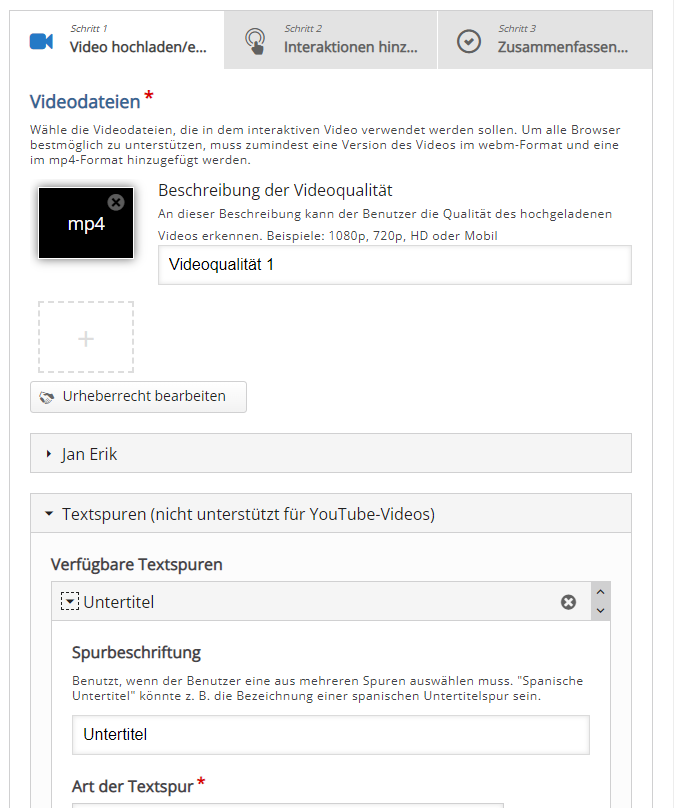 Schritt 1
Video hochladen/e...
Schritt 2
Interaktionen hinz...
Schritt 3
Zusammenfassen...
Videodateien *
Wähle die Videodateien, die in dem interaktiven Video verwendet werden sollen. Um alle Browser
bestmöglich zu unterstützen, muss zumindest eine Version des Videos im webm-Format und eine
im mp4-Format hinzugefügt werden.
mp4
Beschreibung der Videoqualität
An dieser Beschreibung kann der Benutzer die Qualität des hochgeladenen
Videos erkennen. Beispiele: 1080p, 720p, HD oder Mobil
Videoqualität 1
+
Urheberrecht bearbeiten
Jan Erik
Textspuren (nicht unterstützt für YouTube-Videos)
Verfügbare Textspuren
Untertitel
Spurbeschriftung
Benutzt, wenn der Benutzer eine aus mehreren Spuren auswählen muss. "Spanische
Untertitel" könnte z. B. die Bezeichnung einer spanischen Untertitelspur sein.
Untertitel
Art der Textspur *